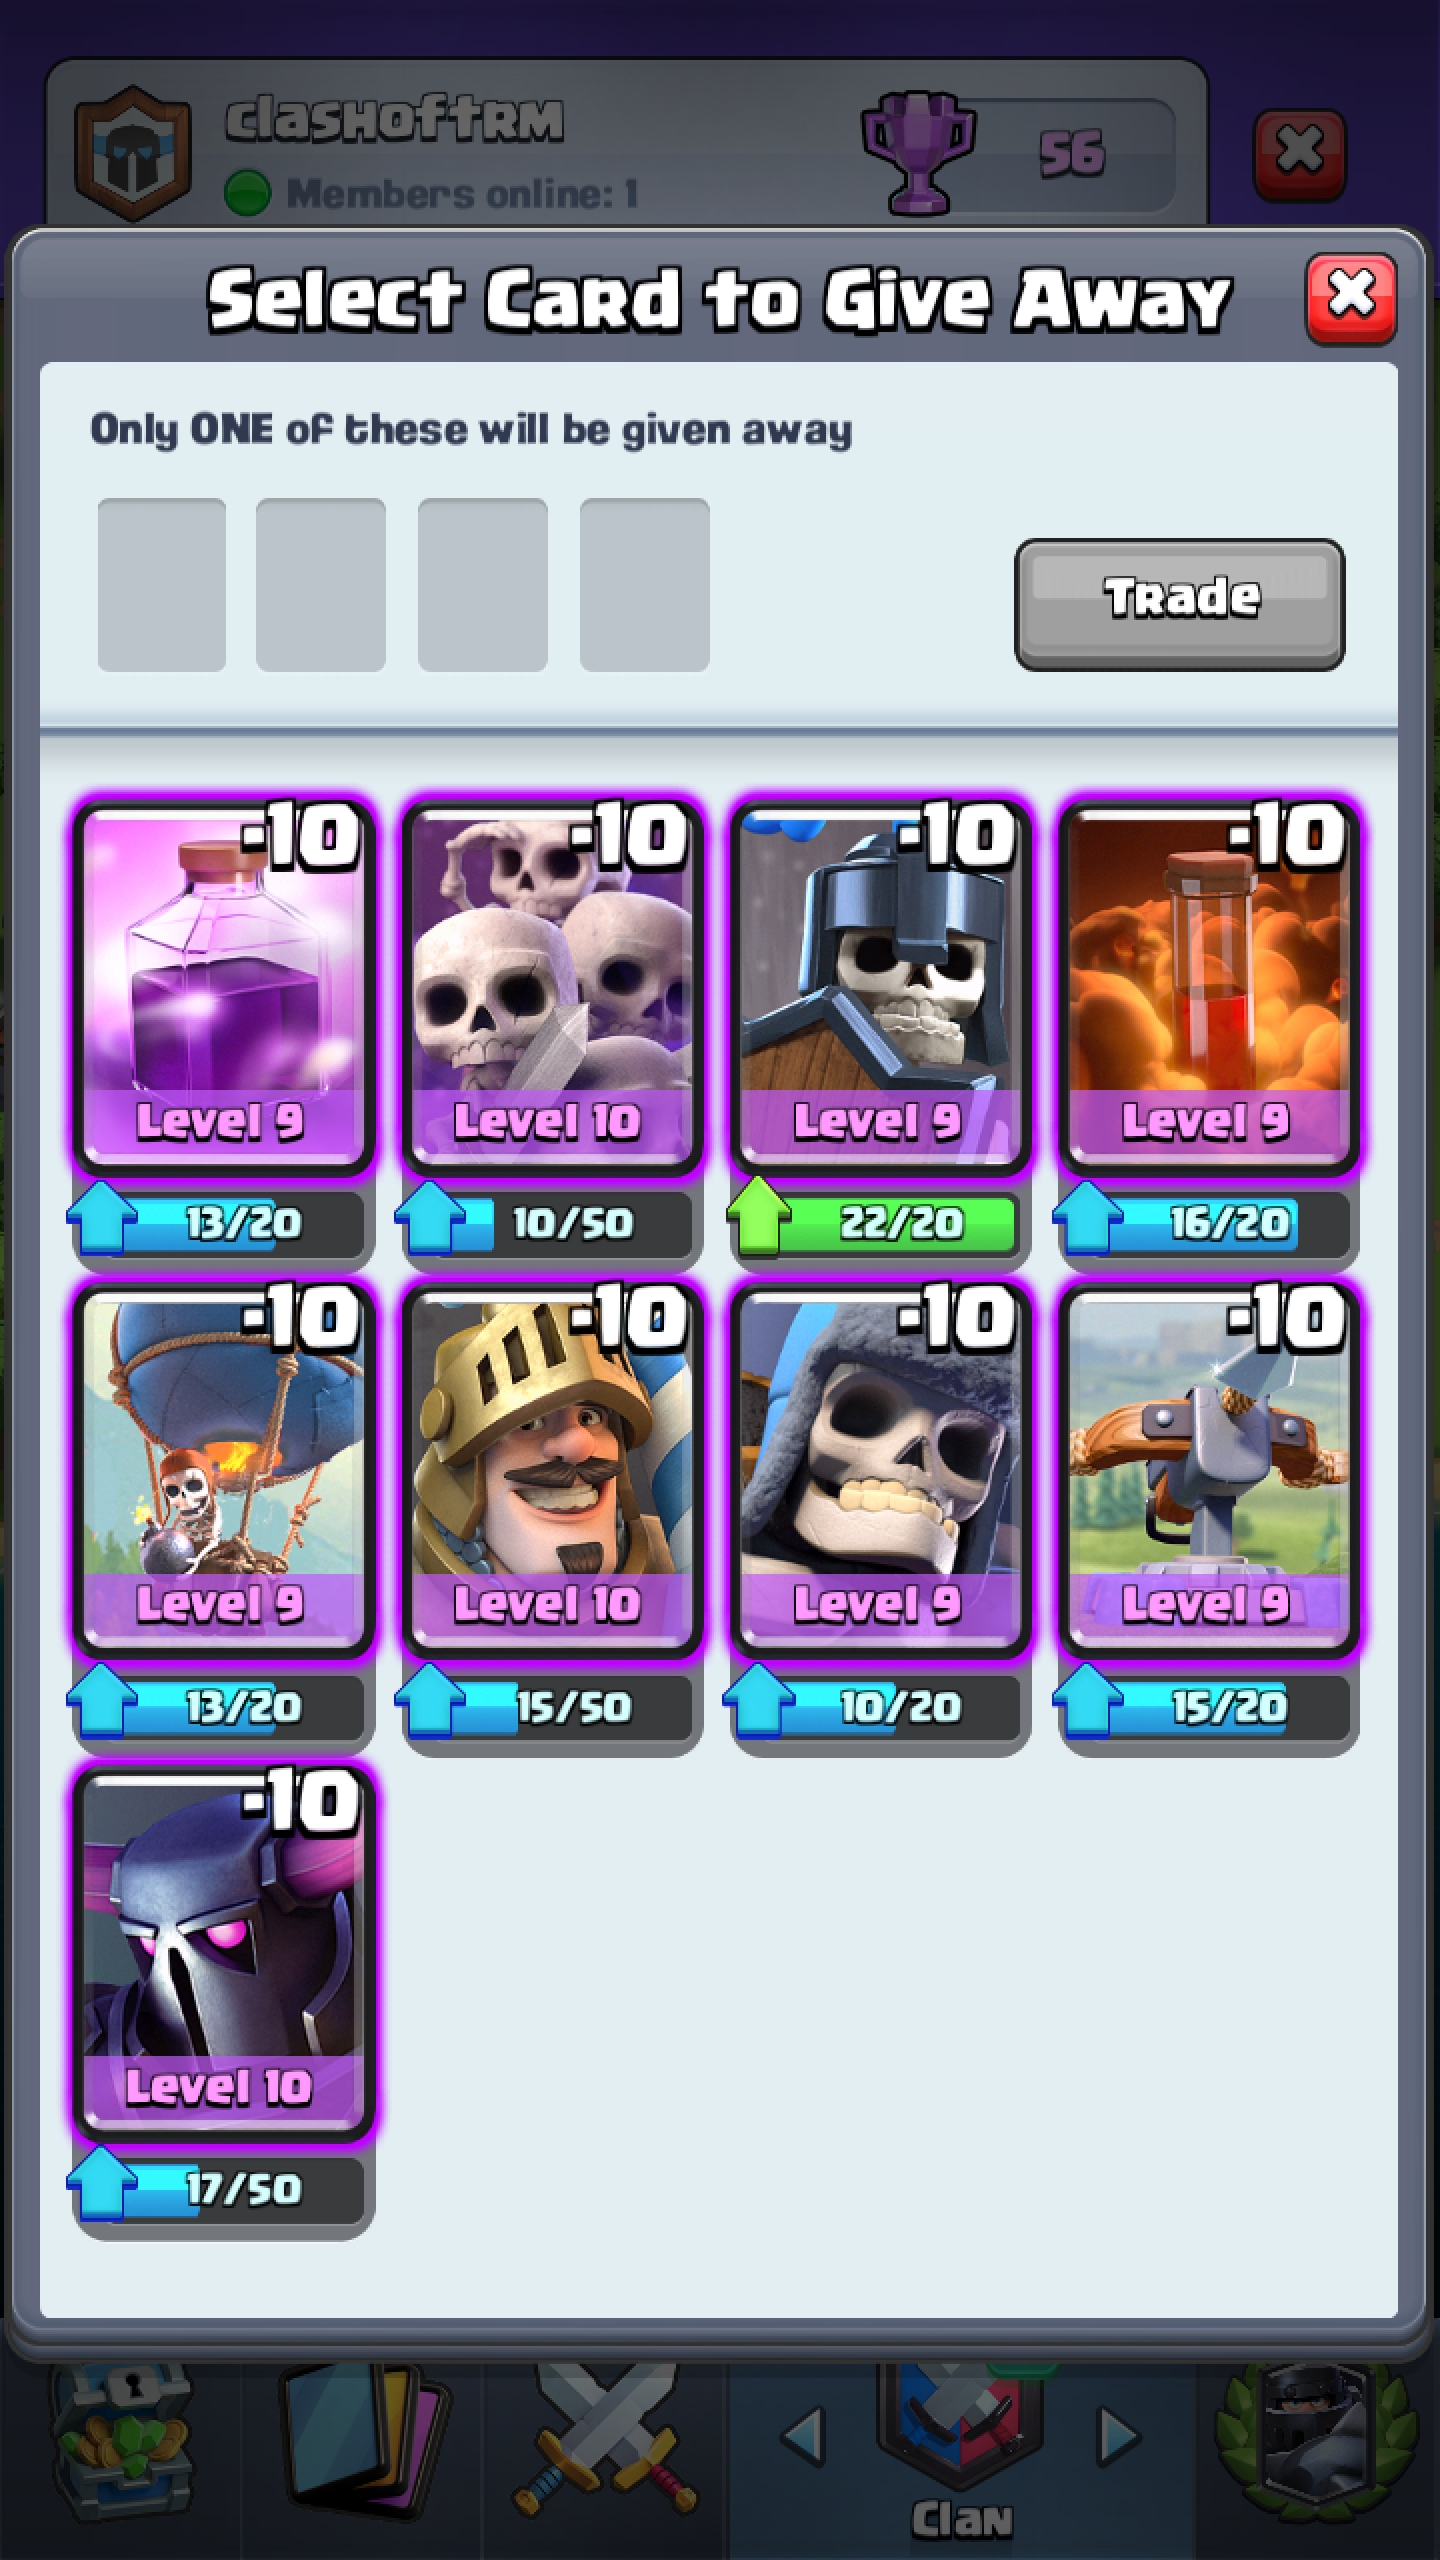 clashoftrm
56
Members online: 1
Select Card to Give Away
Only ONE of these will be given away
Trade
-10 -10 -10 -10
Level 9 Level 10 Level 9 Level 9
13/20 10/50 22/20 16/20
-10 -10 -10 -10
Level 9 Level 10 Level 9 Level 9
13/20 15/50 10/20 15/20
-10
Level 10
17/50
Clan